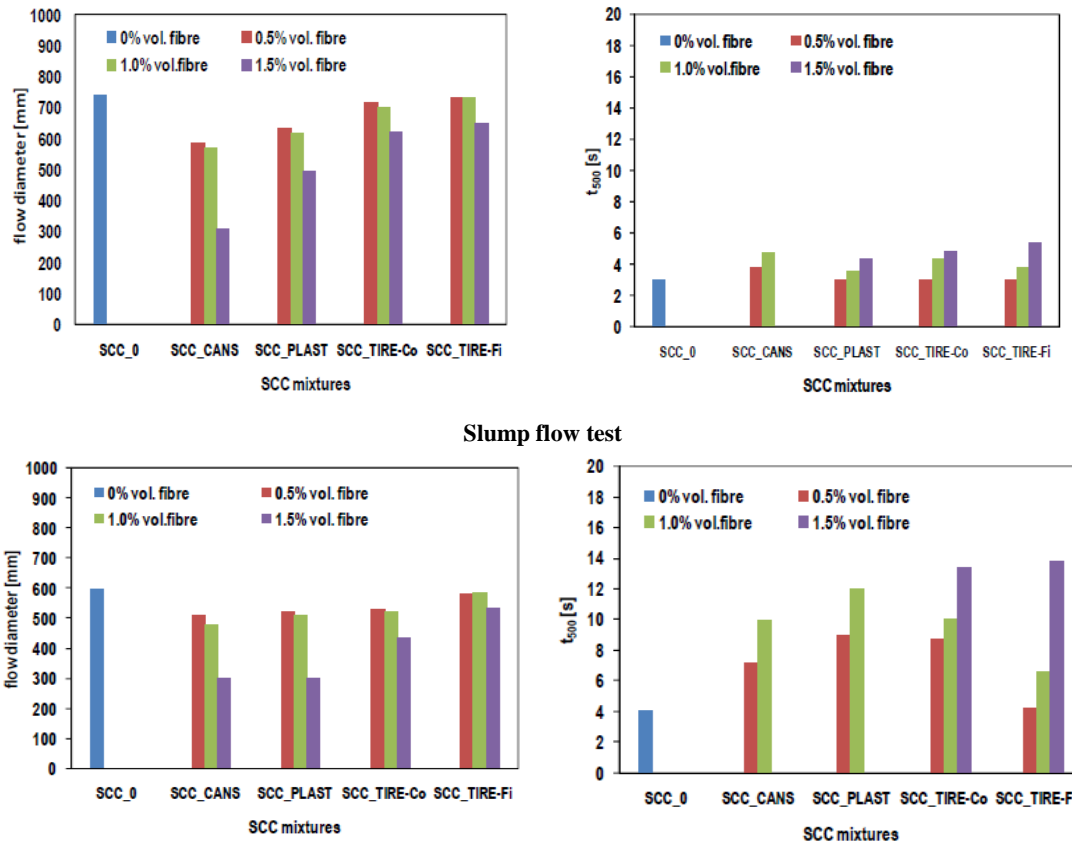 1000
900
800
700
600
500
400
300
200
100
0
flow diameter [mm]
0% vol. fibre
0.5% vol. fibre
1.0% vol.fibre
1.5% vol. fibre
SCC_0
SCC_CANS
SCC_PLAST
SCC_TIRE-Co
SCC_TIRE-Fi
SCC mixtures
20
18
16
14
12
10
8
6
4
2
0
t500 [s]
0% vol. fibre
0.5% vol. fibre
1.0% vol.fibre
1.5% vol. fibre
SCC_0
SCC_CANS
SCC_PLAST
SCC_TIRE-Co
SCC_TIRE-Fi
SCC mixtures
Slump flow test
1000
900
800
700
600
500
400
300
200
100
0
flow diameter [mm]
0% vol. fibre
0.5% vol. fibre
1.0% vol.fibre
1.5% vol. fibre
SCC_0
SCC_CANS
SCC_PLAST
SCC_TIRE-Co
SCC_TIRE-Fi
SCC mixtures
20
18
16
14
12
10
8
6
4
2
0
t500 [s]
0% vol. fibre
0.5% vol. fibre
1.0% vol.fibre
1.5% vol. fibre
SCC_0
SCC_CANS
SCC_PLAST
SCC_TIRE-Co
SCC_TIRE-F
SCC mixtures